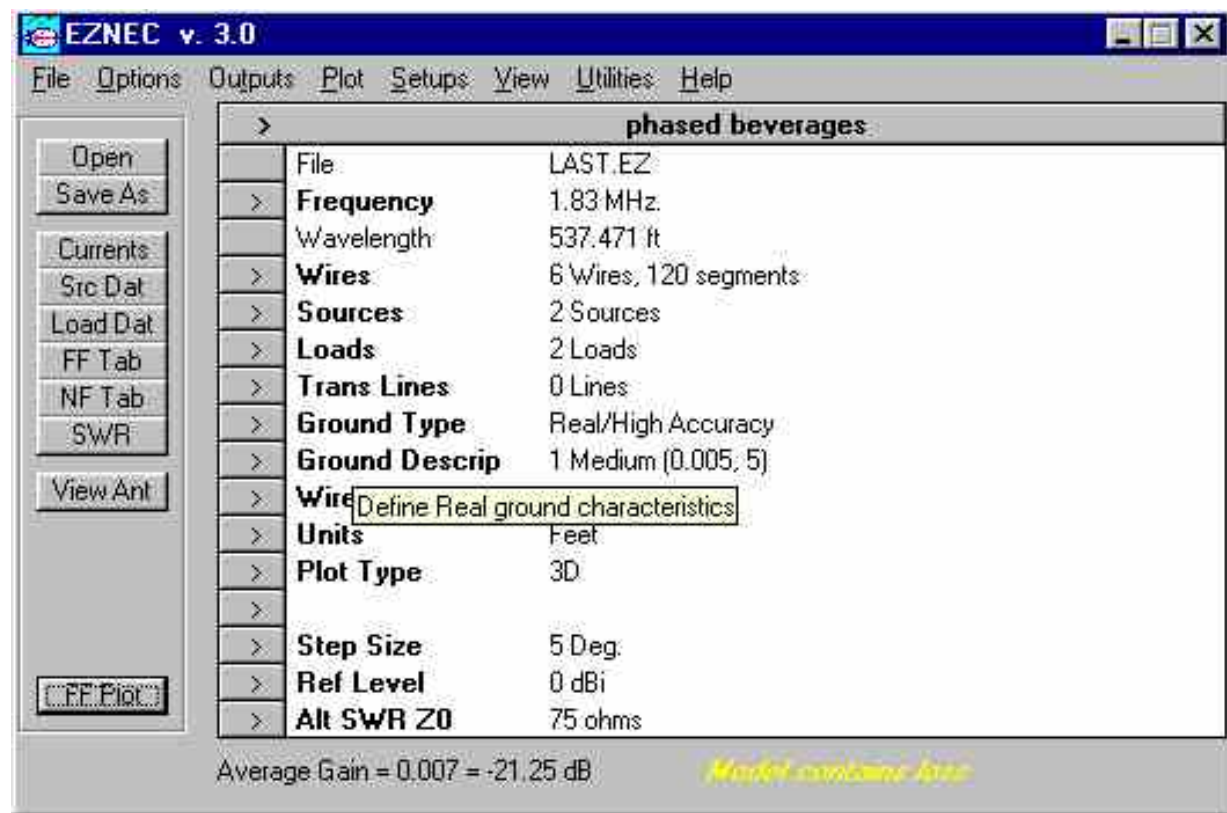 EZNEC v. 3.0
File Options Outputs Plot Setups View Utilities Help
> phased beverages
Open
Save As
Currents
Src Dat
Load Dat
FF Tab
NF Tab
SWR
View Ant
FF Plot
File LAST.EZ
> Frequency 1.83 MHz.
Wavelength 537.471 ft
> Wires 6 Wires, 120 segments
> Sources 2 Sources
> Loads 2 Loads
> Trans Lines 0 Lines
> Ground Type Real/High Accuracy
> Ground Descrip 1 Medium (0.005, 5)
> Wire
Define Real ground characteristics
> Units Feet
> Plot Type 3D
>
> Step Size 5 Deg.
> Ref Level 0 dBi
> Alt SWR Z0 75 ohms
Average Gain = 0.007 = -21.25 dB Model contains loss